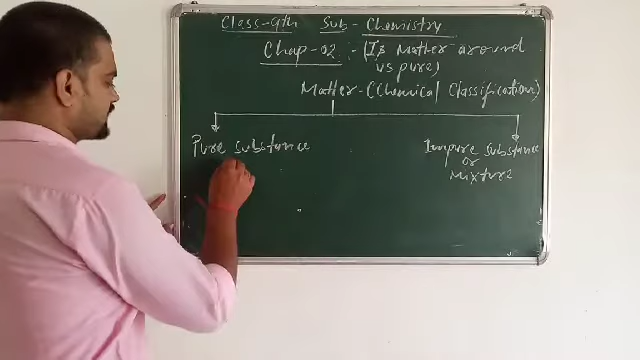 Class-9th Sub-Chemistry
Chap-02 :- (Is Matter around
us pure)
Matter-(Chemical Classification)
Pure substance
Impure substance
or
Mixture